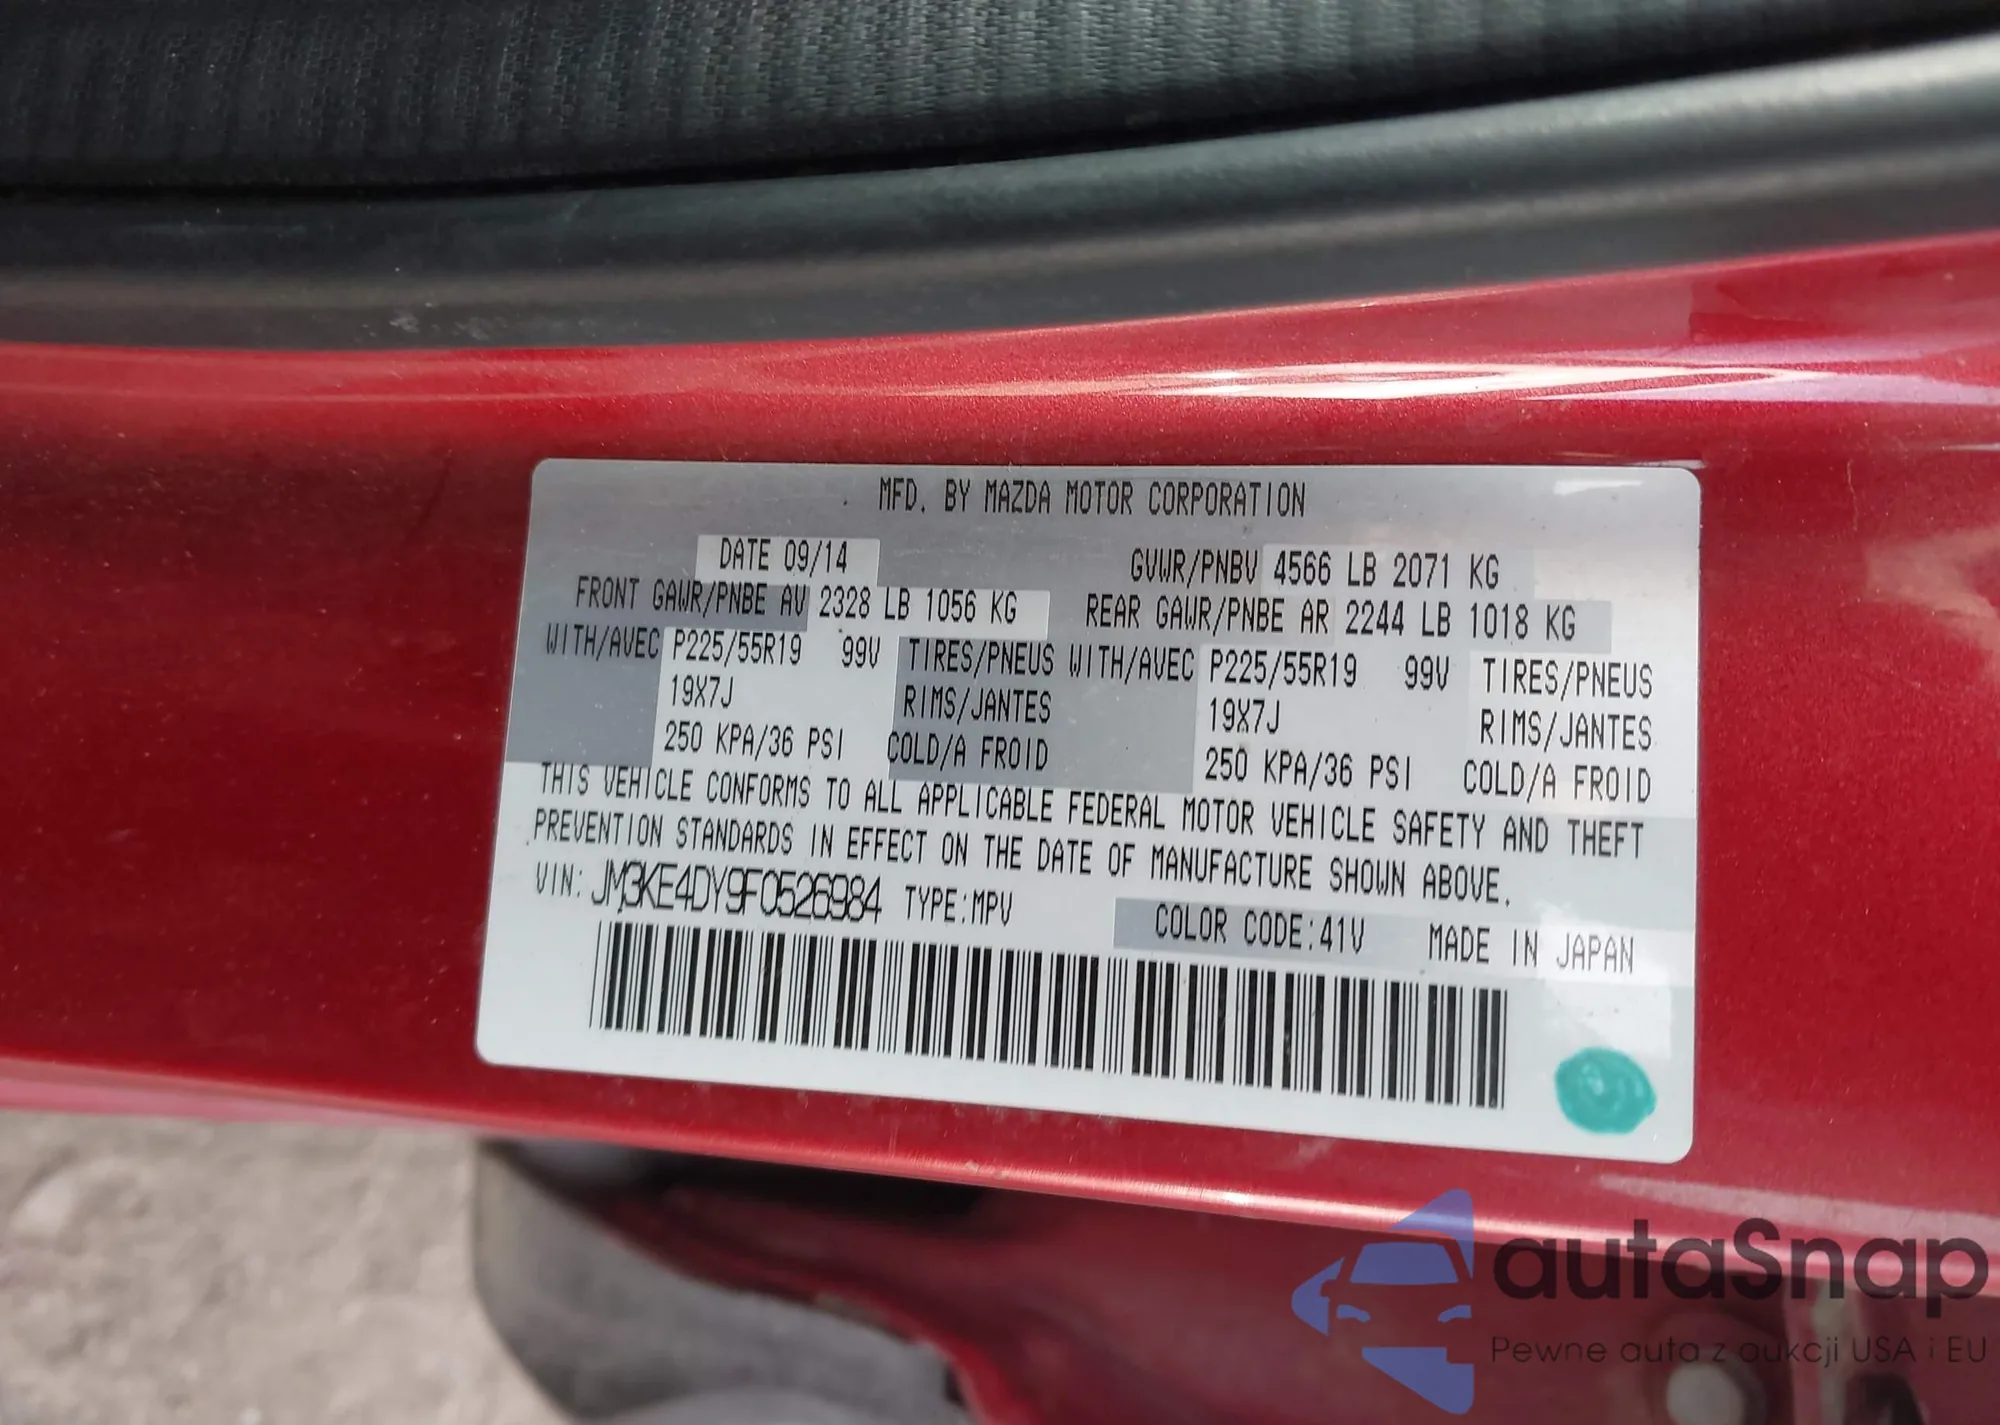 MFD. BY MAZDA MOTOR CORPORATION
DATE 09/14 GVWR/PNBV 4566 LB 2071 KG
FRONT GAWR/PNBE AV 2328 LB 1056 KG REAR GAWR/PNBE AR 2244 LB 1018 KG
WITH/AVEC P225/55R19 99V TIRES/PNEUS WITH/AVEC P225/55R19 99V TIRES/PNEUS
19X7J RIMS/JANTES 19X7J RIMS/JANTES
250 KPA/36 PSI COLD/A FROID 250 KPA/36 PSI COLD/A FROID
THIS VEHICLE CONFORMS TO ALL APPLICABLE FEDERAL MOTOR VEHICLE SAFETY AND THEFT
PREVENTION STANDARDS IN EFFECT ON THE DATE OF MANUFACTURE SHOWN ABOVE.
VIN: JM3KE4DY9F0526984 TYPE:MPV COLOR CODE:41V MADE IN JAPAN
autaSnap
Pewne auta z aukcji USA i EU